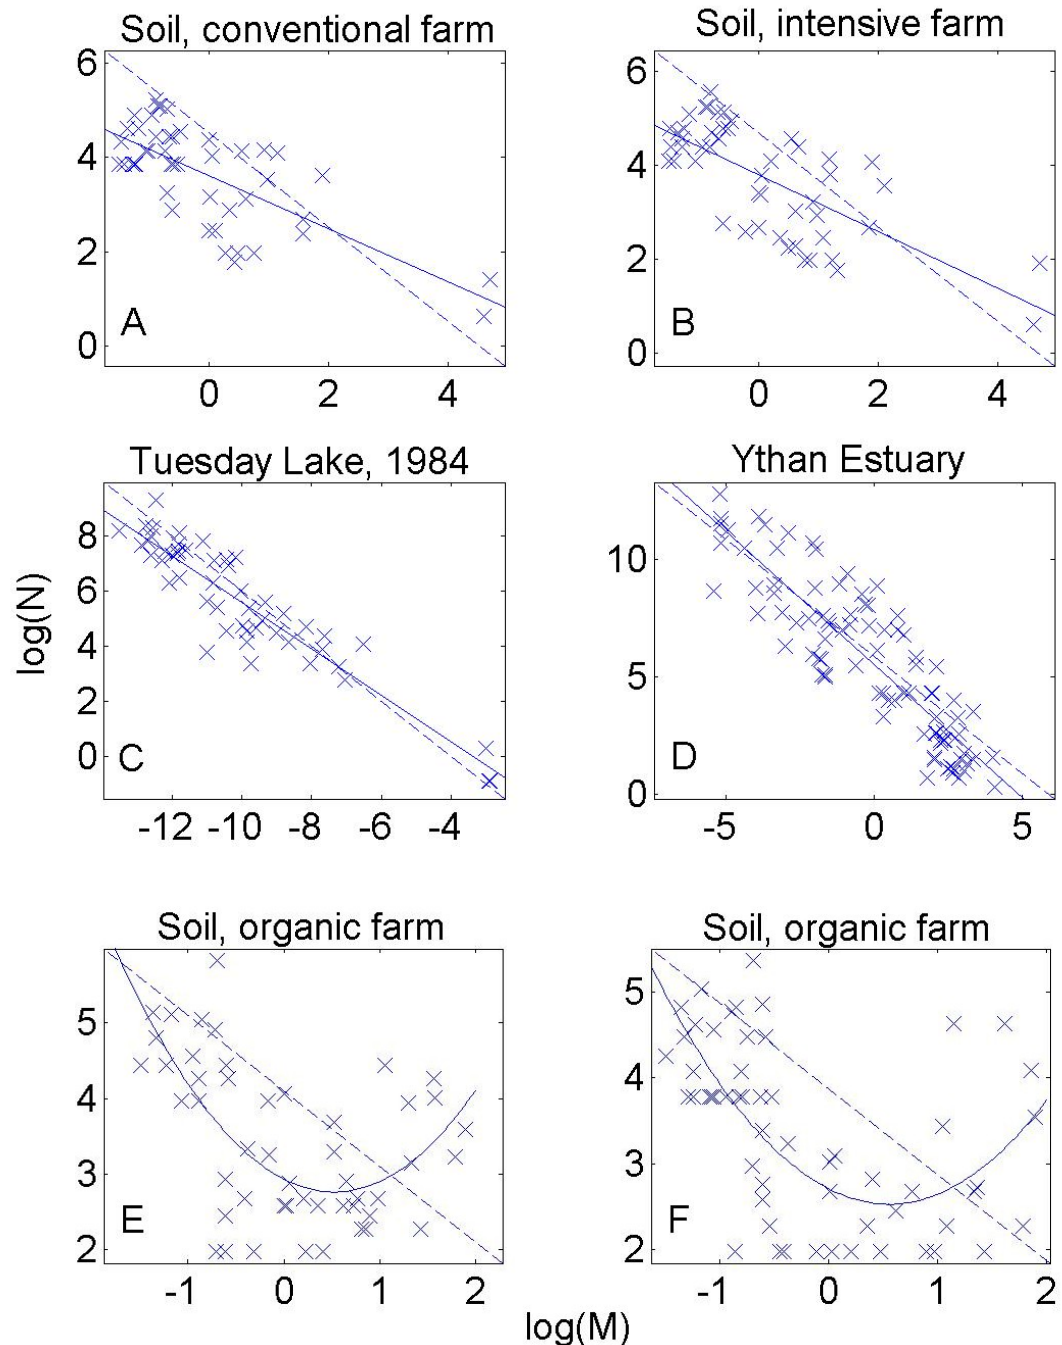 Soil, conventional farm
6
4
2
0
A
0 2 4
Soil, intensive farm
6
4
2
0
B
0 2 4
Tuesday Lake, 1984
8
6
4
2
0
C
-12 -10 -8 -6 -4
Ythan Estuary
10
5
0
D
-5 0 5
log(N)
Soil, organic farm
5
4
3
2
E
-1 0 1 2
Soil, organic farm
5
4
3
2
F
-1 0 1 2
log(M)